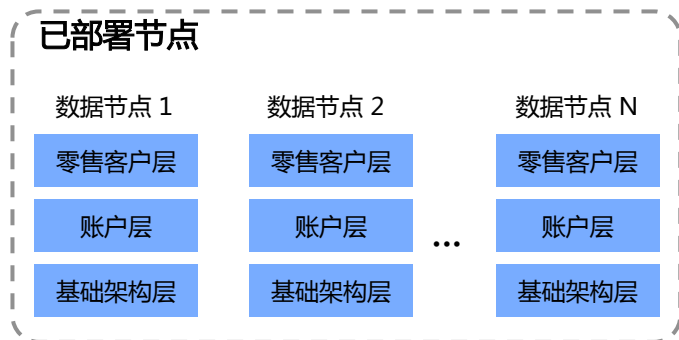 已部署节点
数据节点 1
数据节点 2
数据节点 N
零售客户层
零售客户层
零售客户层
账户层
账户层
...
账户层
基础架构层
基础架构层
基础架构层